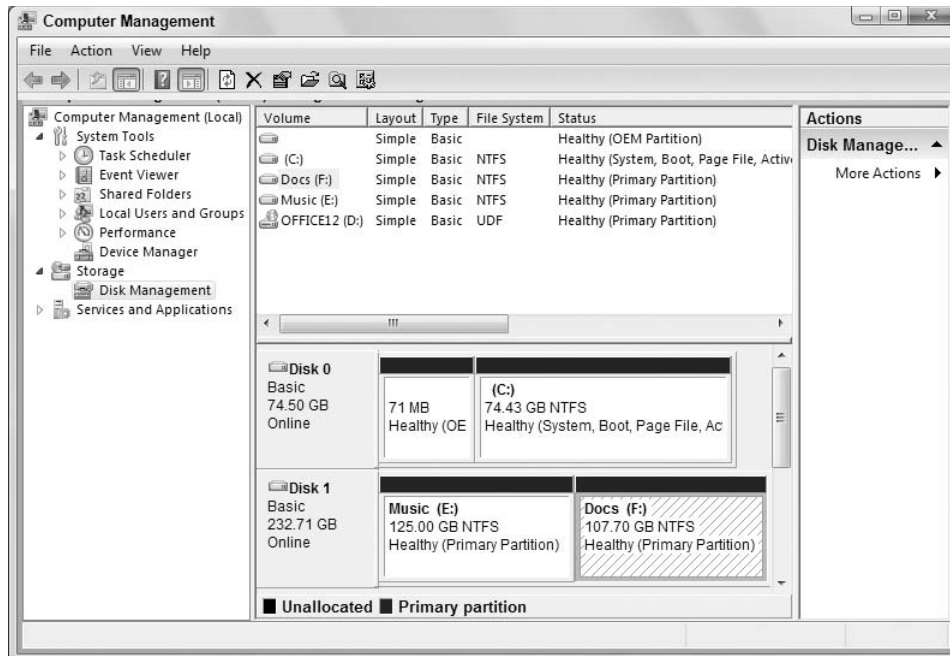 Computer Management
File Action View Help
Computer Management (Local)
System Tools
Task Scheduler
Event Viewer
Shared Folders
Local Users and Groups
Performance
Device Manager
Storage
Disk Management
Services and Applications
Volume Layout Type File System Status
Simple Basic Healthy (OEM Partition)
(C:) Simple Basic NTFS Healthy (System, Boot, Page File, Active
Docs (F:) Simple Basic NTFS Healthy (Primary Partition)
Music (E:) Simple Basic NTFS Healthy (Primary Partition)
OFFICE12 (D:) Simple Basic UDF Healthy (Primary Partition)
Disk 0
Basic
74.50 GB
Online
71 MB
Healthy (OE
(C:)
74.43 GB NTFS
Healthy (System, Boot, Page File, Ac
Disk 1
Basic
232.71 GB
Online
Music (E:)
125.00 GB NTFS
Healthy (Primary Partition)
Docs (F:)
107.70 GB NTFS
Healthy (Primary Partition)
Unallocated Primary partition
Actions
Disk Manage...
More Actions